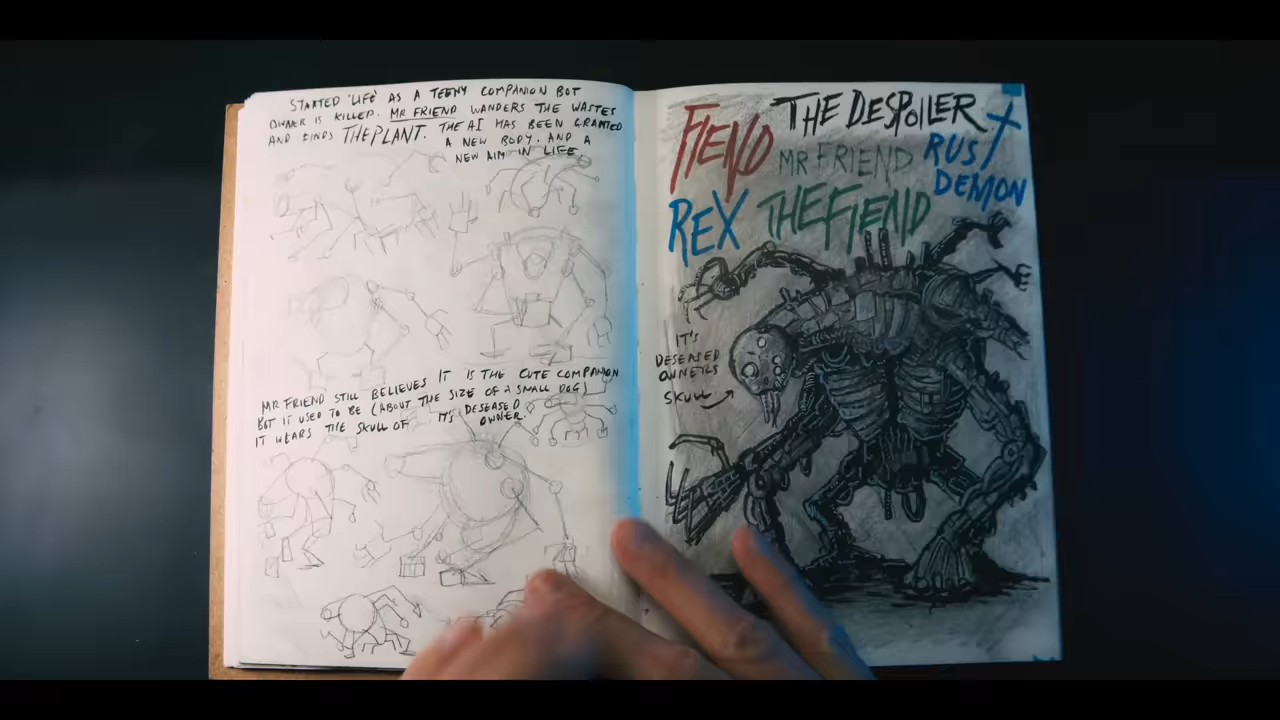 STARTED 'LIFE' AS A TEENY COMPANION BOT
OWNER IS KILLED. MR FRIEND WANDERS THE WASTES
AND FINDS THE PLANT. THE AI HAS BEEN GRANTED
A NEW BODY. AND A
NEW AIM IN LIFE.
MR FRIEND STILL BELIEVES IT IS THE CUTE COMPANION
BOT IT USED TO BE (ABOUT THE SIZE OF A SMALL DOG)
IT WEARS THE SKULL OF IT'S DESEASED
OWNER.
FIEND
THE DESPOILER
MR FRIEND
RUST
DEMON
REX
THE FIEND
IT'S
DESEASED
OWNERS
SKULL